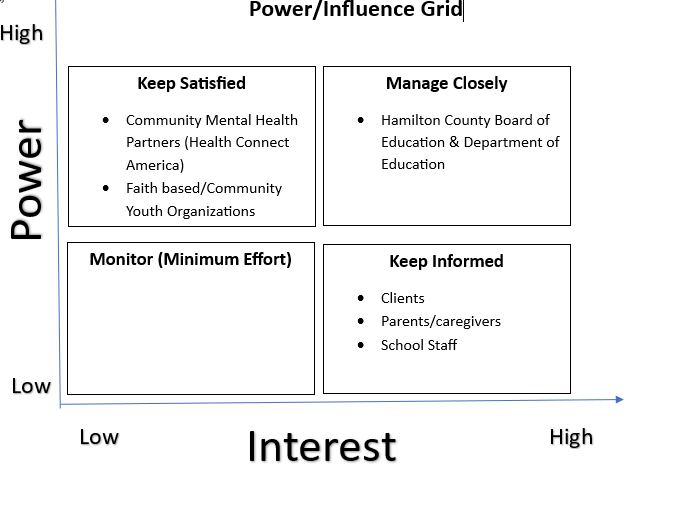 Power/Influence Grid
High
Keep Satisfied
• Community Mental Health
Partners (Health Connect
America)
• Faith based/Community
Youth Organizations
Manage Closely
• Hamilton County Board of
Education & Department of
Education
Power
Monitor (Minimum Effort)
Keep Informed
• Clients
• Parents/caregivers
• School Staff
Low
Low
Interest
High